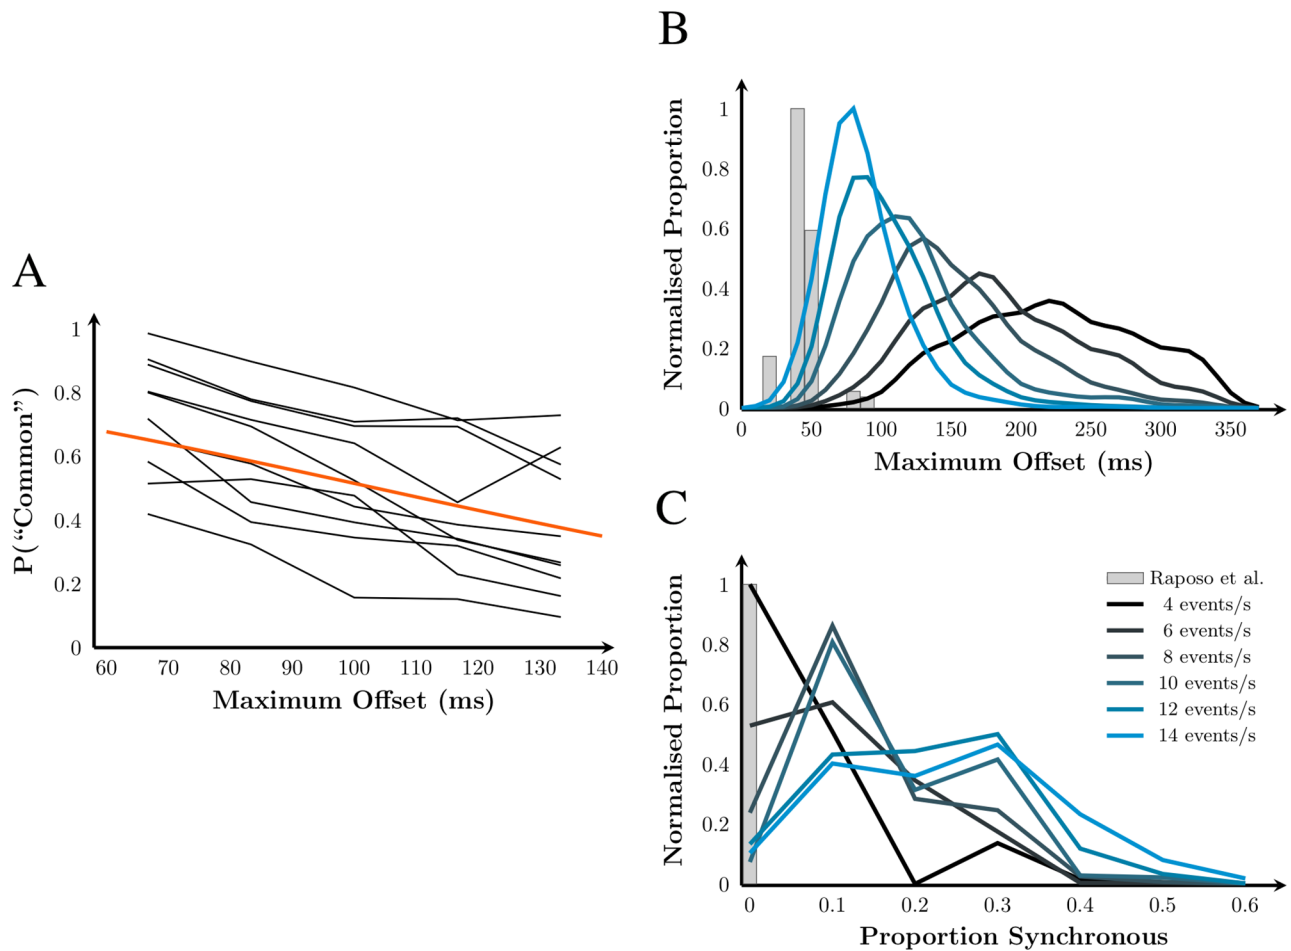 A
1
0.8
0.6
0.4
0.2
0
60 70 80 90 100 110 120 130 140
P(“Common”)
Maximum Offset (ms)
B
1
0.8
0.6
0.4
0.2
0
0 50 100 150 200 250 300 350
Normalised Proportion
Maximum Offset (ms)
C
1
0.8
0.6
0.4
0.2
0
0 0.1 0.2 0.3 0.4 0.5 0.6
Normalised Proportion
Proportion Synchronous
Raposo et al.
4 events/s
6 events/s
8 events/s
10 events/s
12 events/s
14 events/s